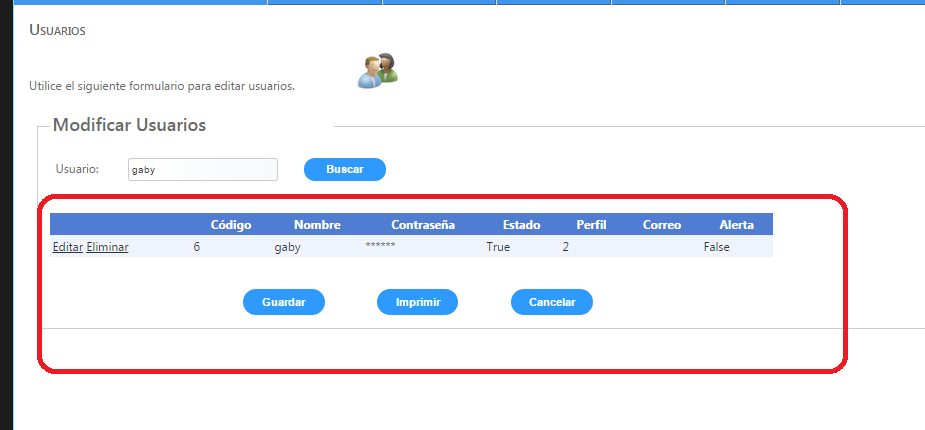 Usuarios
Utilice el siguiente formulario para editar usuarios.
Modificar Usuarios
Usuario: gaby Buscar
Código Nombre Contraseña Estado Perfil Correo Alerta
Editar Eliminar 6 gaby ****** True 2 False
Guardar Imprimir Cancelar